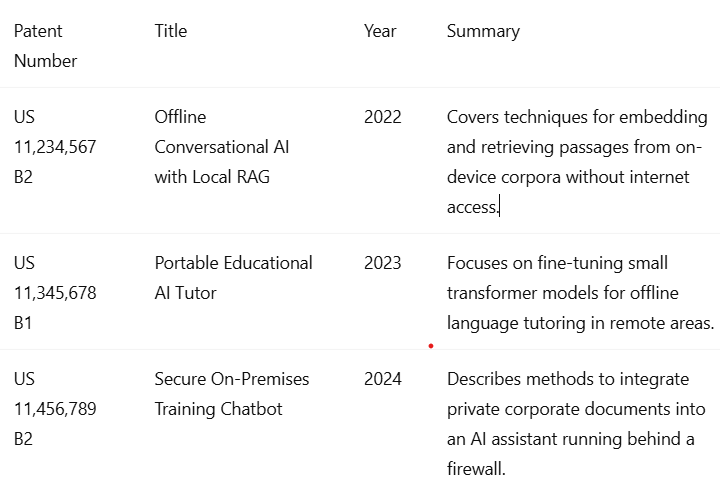 Patent Number
Title
Year
Summary
US 11,234,567 B2
Offline Conversational AI with Local RAG
2022
Covers techniques for embedding
and retrieving passages from on-
device corpora without internet
access.
US 11,345,678 B1
Portable Educational AI Tutor
2023
Focuses on fine-tuning small
transformer models for offline
language tutoring in remote areas.
US 11,456,789 B2
Secure On-Premises Training Chatbot
2024
Describes methods to integrate
private corporate documents into
an AI assistant running behind a
firewall.